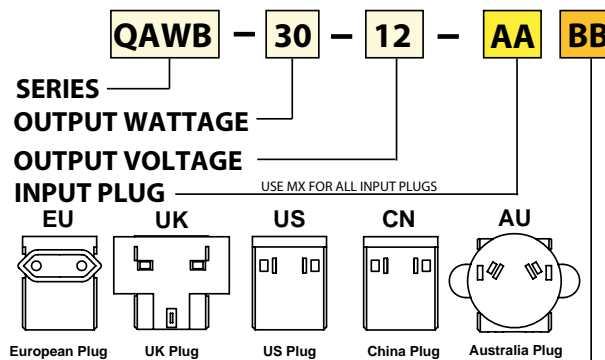 QAWB - 30 - 12 - AA BB
SERIES
OUTPUT WATTAGE
OUTPUT VOLTAGE
INPUT PLUG USE MX FOR ALL INPUT PLUGS
EU UK US CN AU
European Plug UK Plug US Plug China Plug Australia Plug